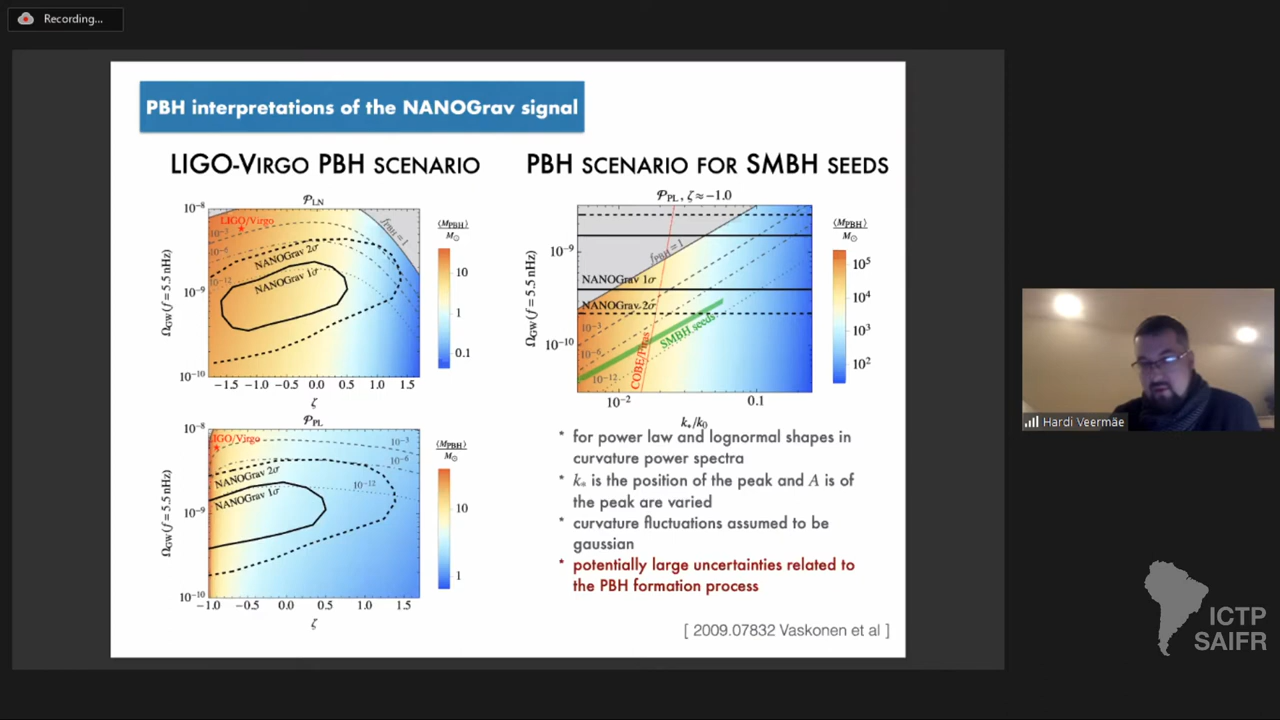 Recording...
PBH interpretations of the NANOGrav signal
LIGO-VIRGO PBH SCENARIO
PBH SCENARIO FOR SMBH SEEDS
𝒫LN
10⁻⁸
LIGO/Virgo
10⁻³
10⁻⁶
10⁻¹²
NANOGrav 2σ
NANOGrav 1σ
fPBH = 1
10⁻⁹
10⁻¹⁰
ΩGW (f = 5.5 nHz)
−1.5 −1.0 −0.5 0.0 0.5 1.0 1.5
ζ
⟨MPBH⟩
M⊙
10
1
0.1
𝒫PL, ζ≈−1.0
10⁻⁹
10⁻¹⁰
ΩGW (f = 5.5 nHz)
fPBH = 1
NANOGrav 1σ
NANOGrav 2σ
10⁻³
10⁻⁶
10⁻¹²
COBE/Firas
SMBH seeds
10⁻² 0.1
k*/k0
⟨MPBH⟩
M⊙
10⁵
10⁴
10³
10²
𝒫PL
10⁻⁸
IGO/Virgo
10⁻³
10⁻⁶
10⁻¹²
NANOGrav 2σ
NANOGrav 1σ
10⁻⁹
10⁻¹⁰
ΩGW (f = 5.5 nHz)
−1.0 −0.5 0.0 0.5 1.0 1.5
ζ
⟨MPBH⟩
M⊙
10
1
* for power law and lognormal shapes in
curvature power spectra
* k* is the position of the peak and A is of
the peak are varied
* curvature fluctuations assumed to be
gaussian
* potentially large uncertainties related to
the PBH formation process
[ 2009.07832 Vaskonen et al ]
Hardi Veermäe
ICTP
SAIFR